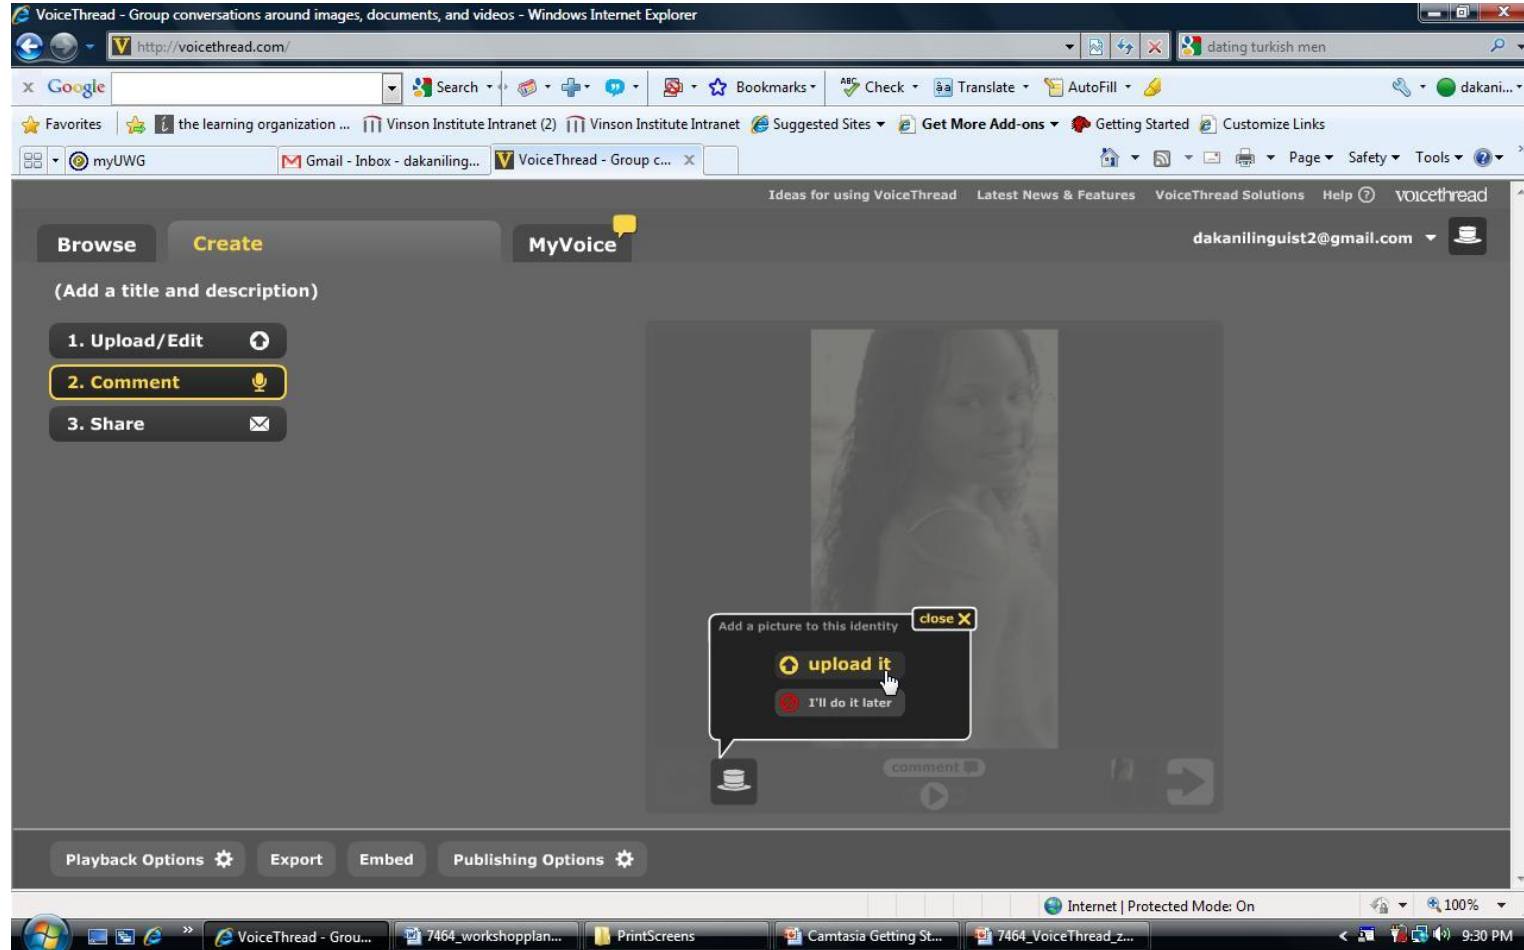 VoiceThread - Group conversations around images, documents, and videos - Windows Internet Explorer
http://voicethread.com/ dating turkish men
x Google Search Bookmarks Check Translate AutoFill dakani...
Favorites the learning organization ... Vinson Institute Intranet (2) Vinson Institute Intranet Suggested Sites Get More Add-ons Getting Started Customize Links
myUWG Gmail - Inbox - dakaniling... VoiceThread - Group c... X Page Safety Tools
Ideas for using VoiceThread Latest News & Features VoiceThread Solutions Help ? voicethread
Browse Create MyVoice dakanilinguist2@gmail.com
(Add a title and description)
1. Upload/Edit
2. Comment
3. Share
close X
Add a picture to this identity
upload it
I'll do it later
comment
Playback Options Export Embed Publishing Options
Internet | Protected Mode: On 100%
VoiceThread - Grou... 7464_workshopplan... PrintScreens Camtasia Getting St... 7464_VoiceThread_z... 9:30 PM